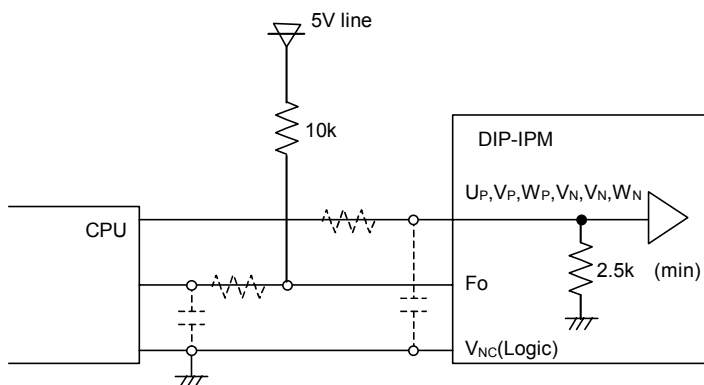 5V line
10k
DIP-IPM
UP,VP,WP,VN,VN,WN
CPU
2.5k (min)
Fo
VNC(Logic)